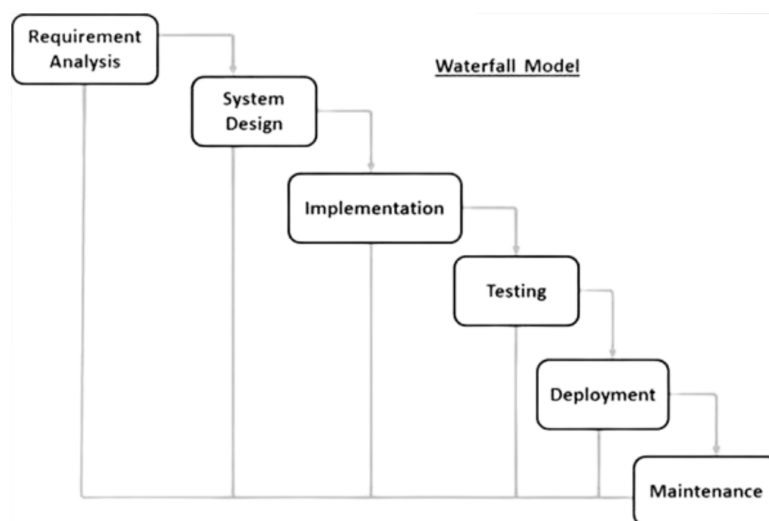 Requirement
Analysis
Waterfall Model
System
Design
Implementation
Testing
Deployment
Maintenance